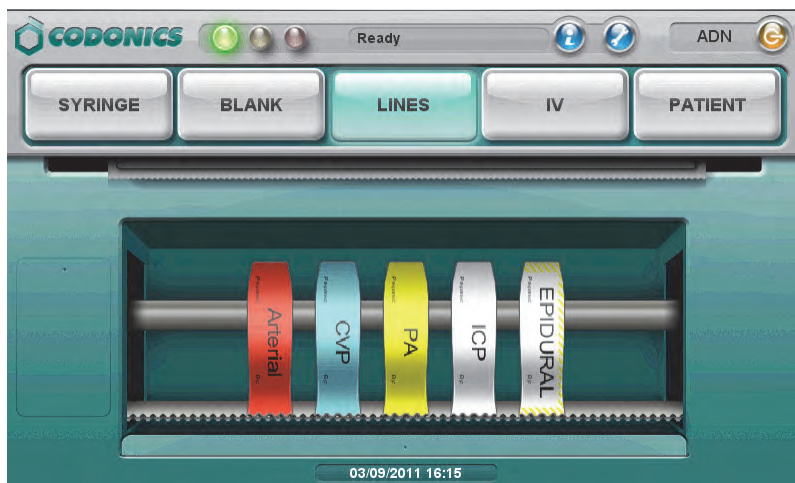 CODONICS
Ready
ADN
SYRINGE
BLANK
LINES
IV
PATIENT
Arterial
CVP
PA
ICP
EPIDURAL
03/09/2011 16:15